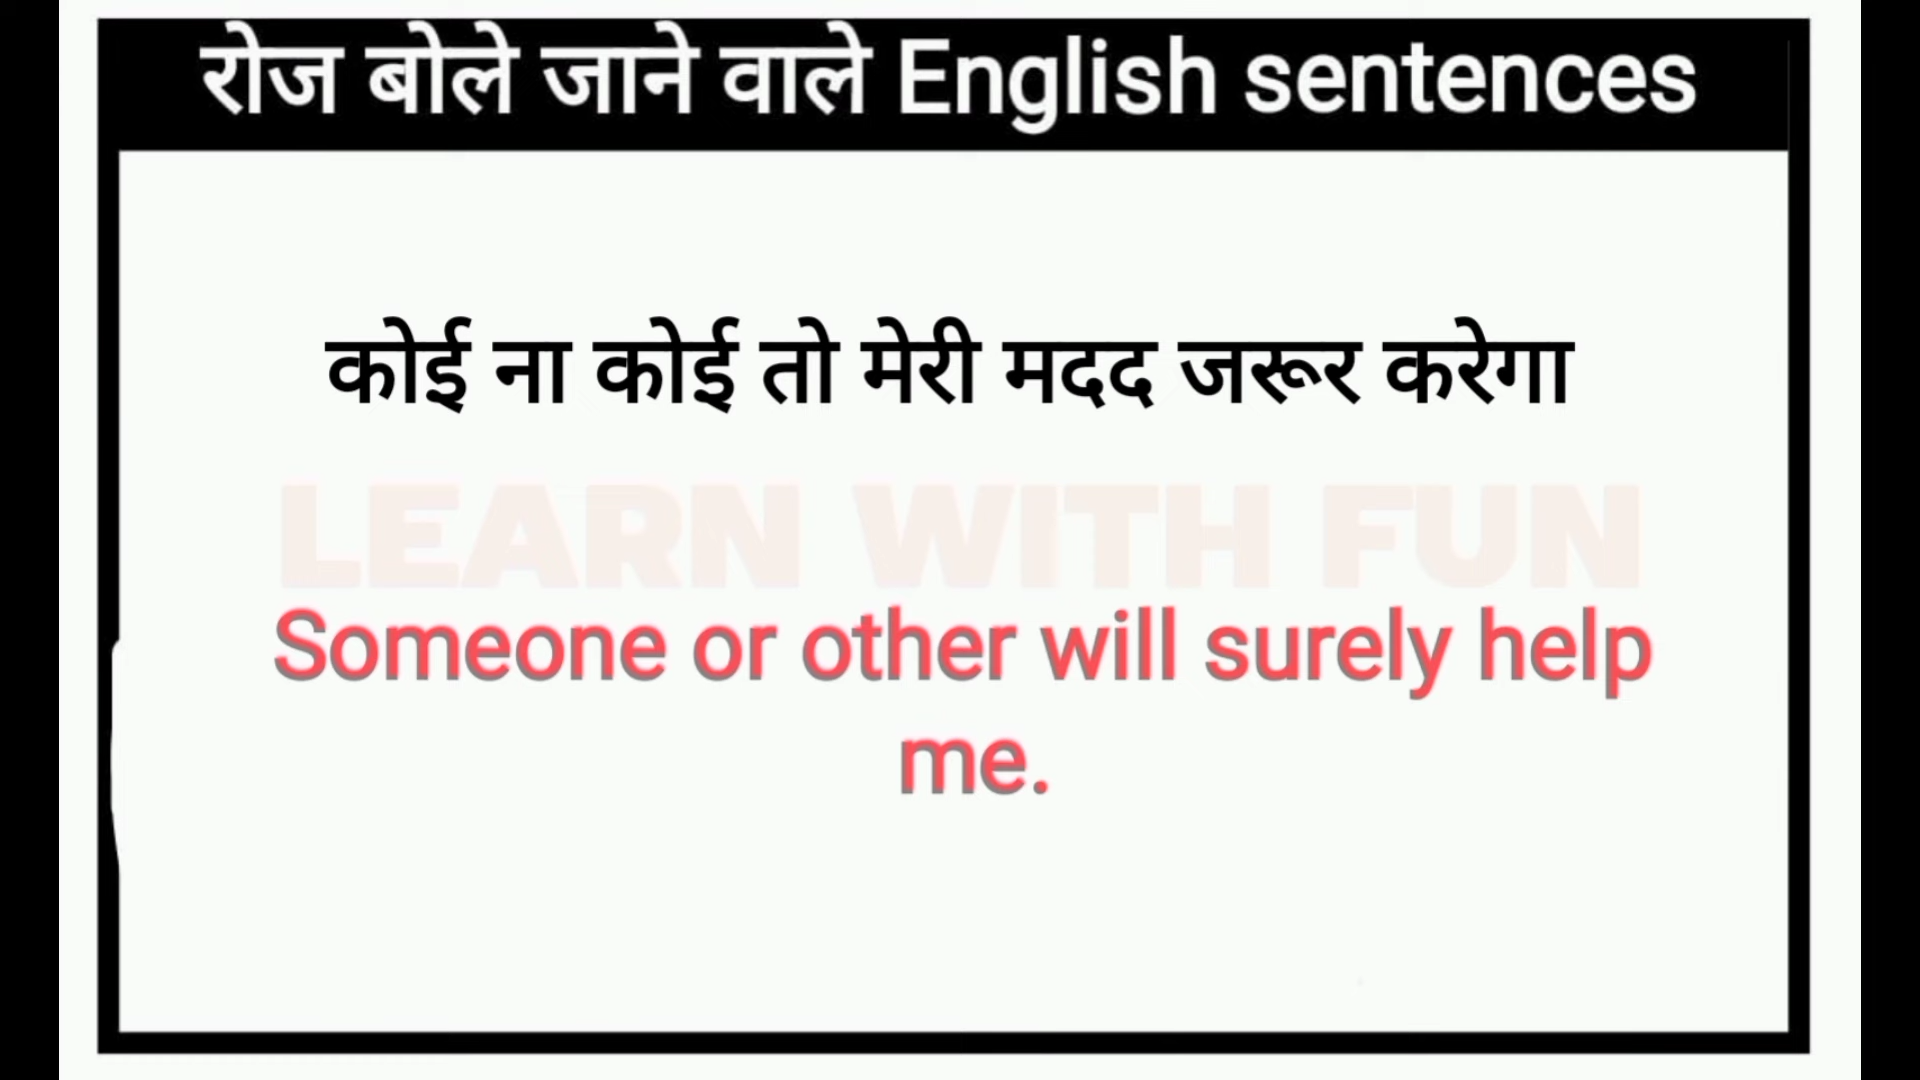 रोज बोले जाने वाले English sentences
कोई ना कोई तो मेरी मदद जरूर करेगा
LEARN WITH FUN
Someone or other will surely help
me.